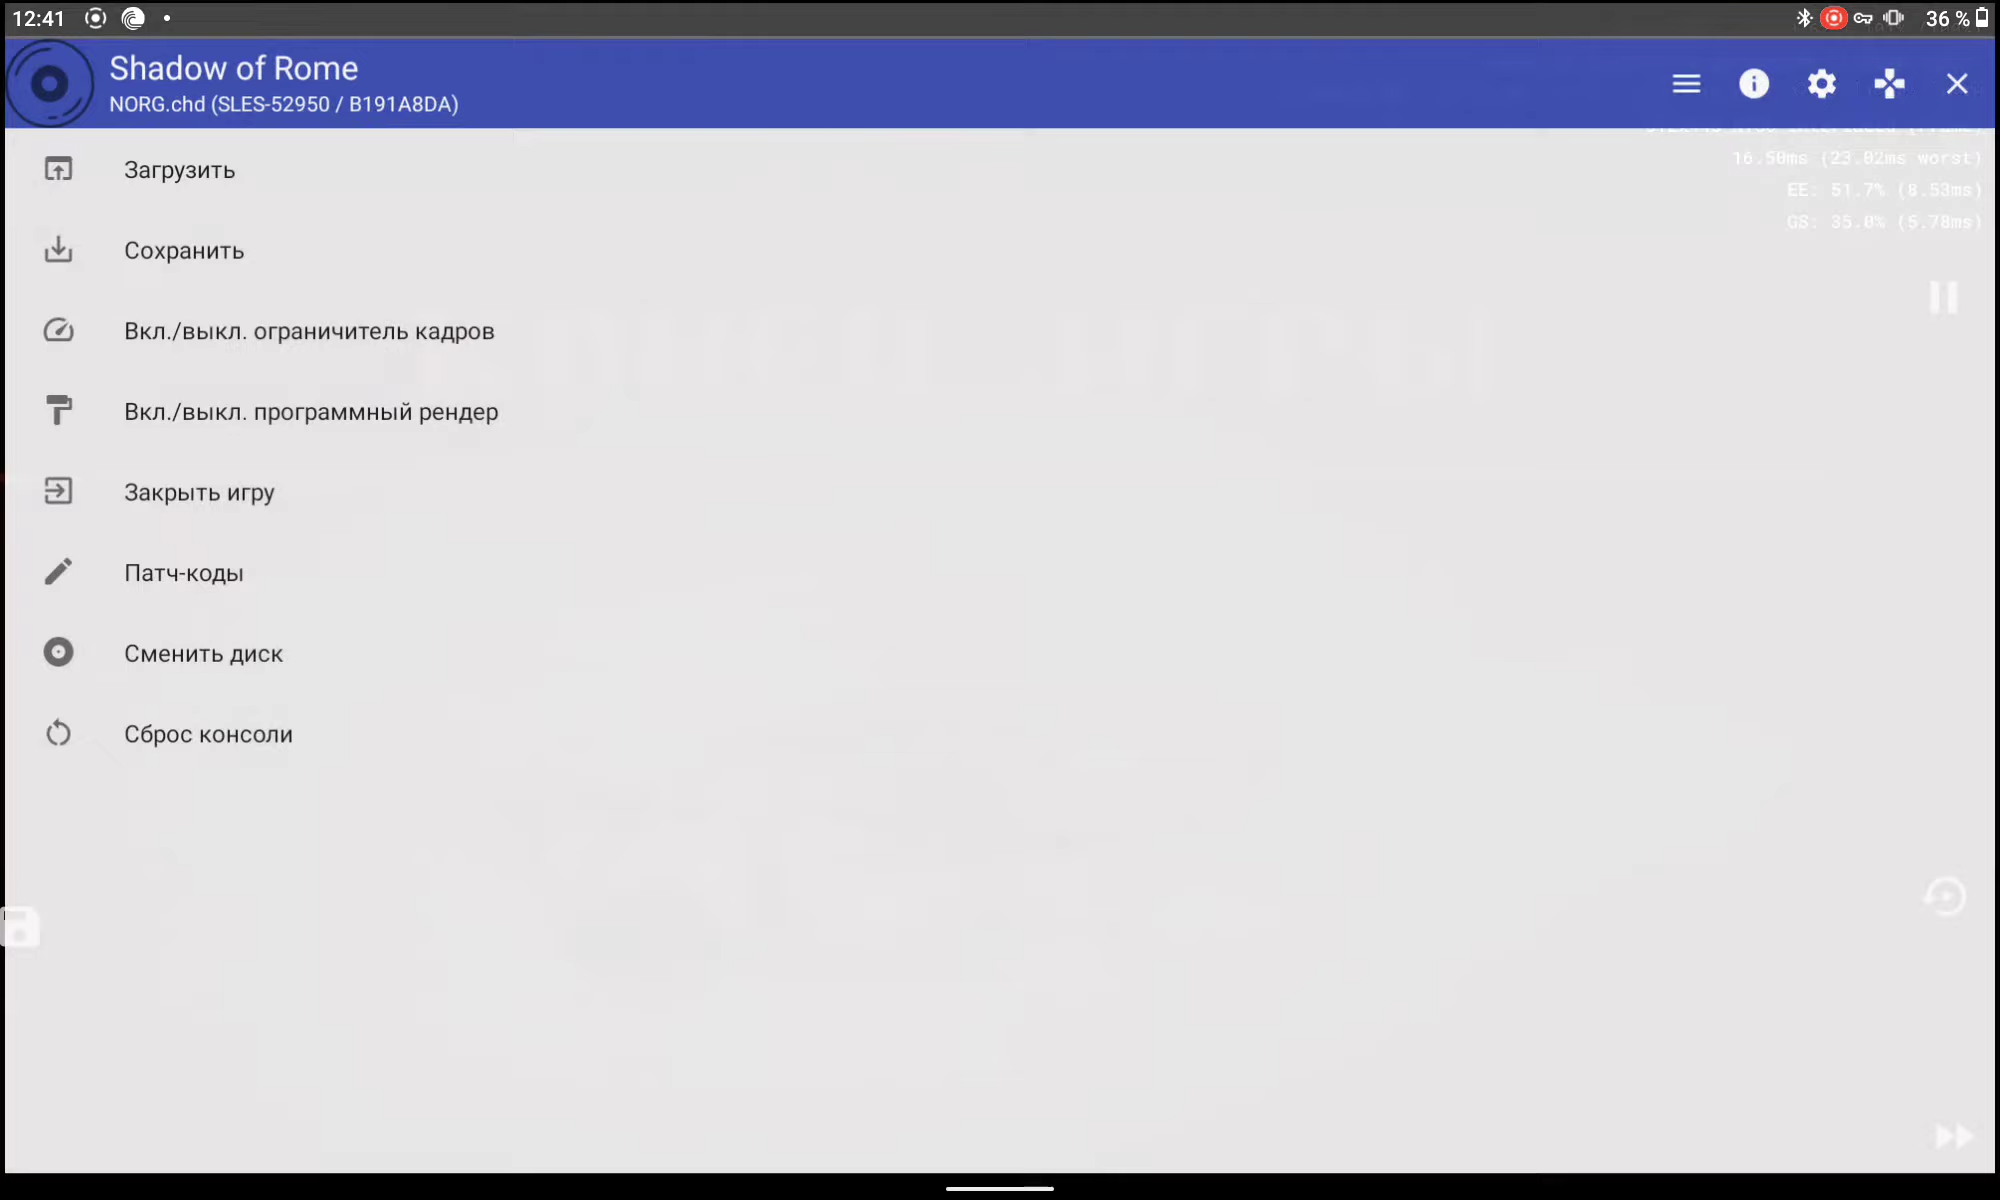 12:41
36 %
Shadow of Rome
NORG.chd (SLES-52950 / B191A8DA)
16.50ms (23.02ms worst)
Загрузить
EE: 51.7% (8.53ms)
GS: 35.0% (5.78ms)
Сохранить
Вкл./выкл. ограничитель кадров
Вкл./выкл. программный рендер
Закрыть игру
Патч-коды
Сменить диск
Сброс консоли